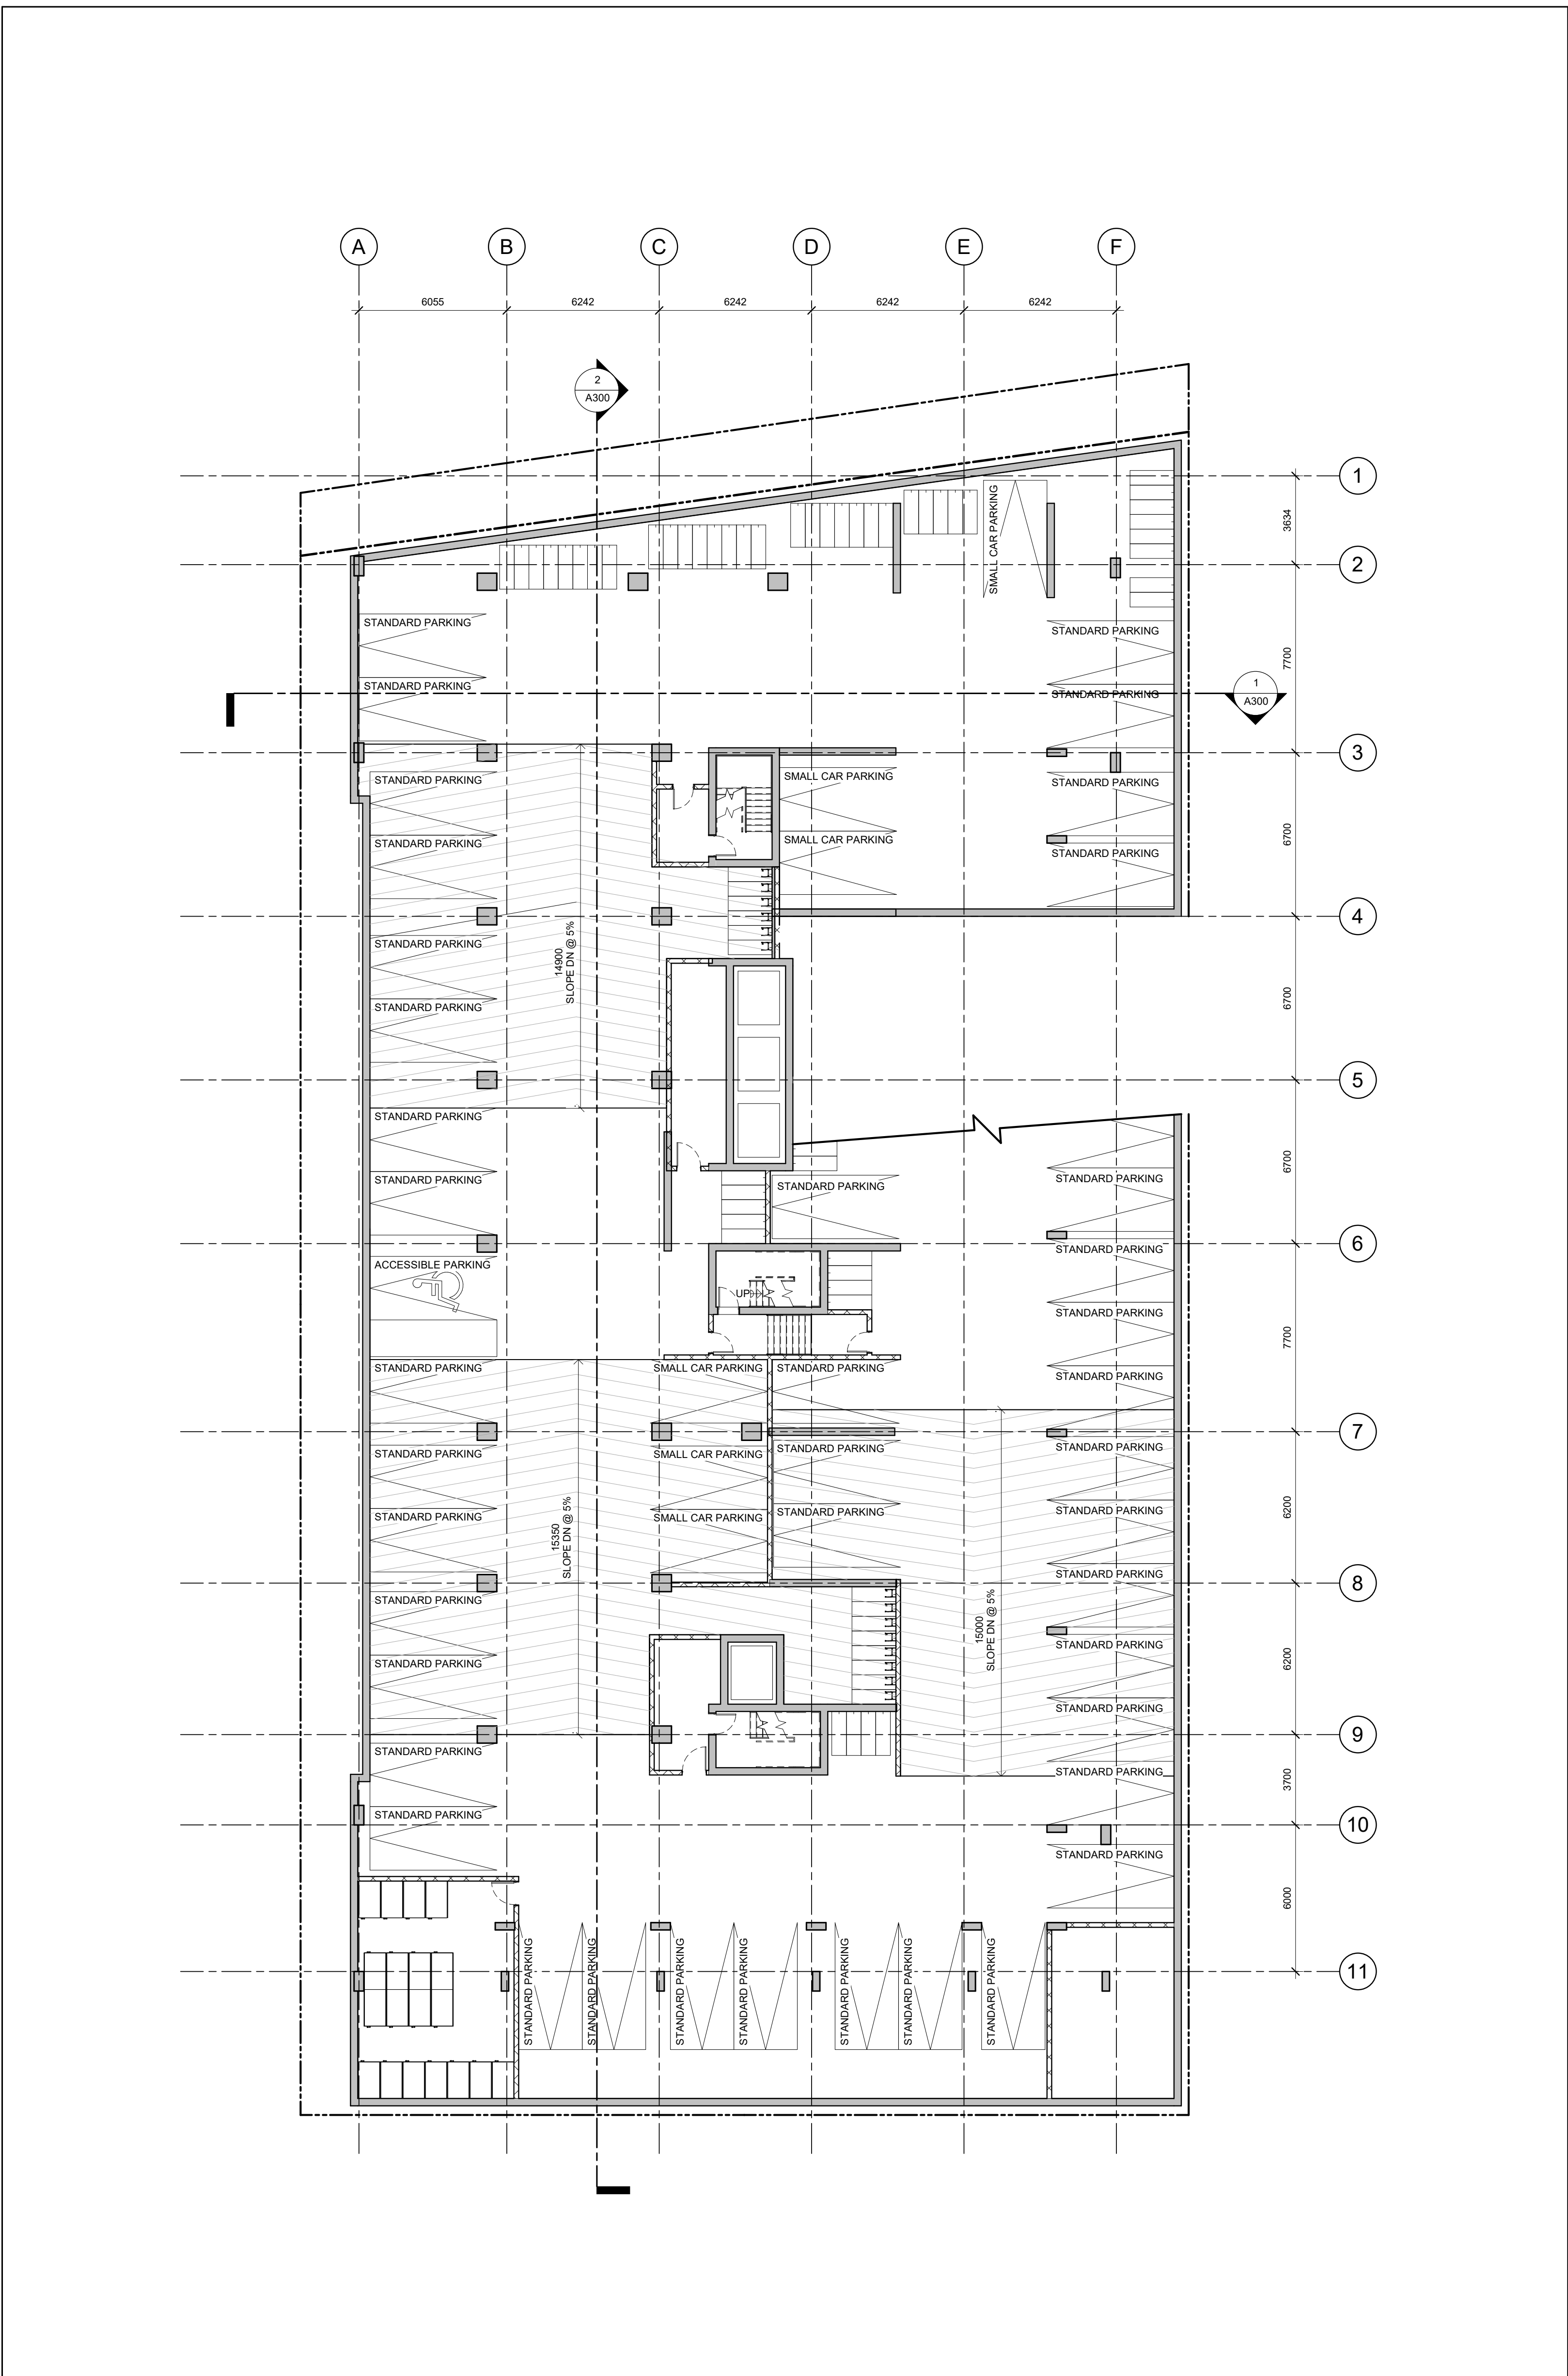 A
B
C
D
E
F
6055
6242
6242
6242
6242
2
A300
1
3634
SMALL CAR PARKING
2
STANDARD PARKING
STANDARD PARKING
7700
STANDARD PARKING
STANDARD PARKING
1
A300
3
STANDARD PARKING
SMALL CAR PARKING
STANDARD PARKING
6700
STANDARD PARKING
SMALL CAR PARKING
STANDARD PARKING
4
STANDARD PARKING
14900
SLOPE DN @ 5%
6700
STANDARD PARKING
5
STANDARD PARKING
6700
STANDARD PARKING
STANDARD PARKING
STANDARD PARKING
6
STANDARD PARKING
ACCESSIBLE PARKING
UP
STANDARD PARKING
7700
STANDARD PARKING
SMALL CAR PARKING
STANDARD PARKING
STANDARD PARKING
7
STANDARD PARKING
SMALL CAR PARKING
STANDARD PARKING
STANDARD PARKING
6200
STANDARD PARKING
SMALL CAR PARKING
STANDARD PARKING
STANDARD PARKING
15350
SLOPE DN @ 5%
STANDARD PARKING
8
STANDARD PARKING
15000
SLOPE DN @ 5%
STANDARD PARKING
6200
STANDARD PARKING
STANDARD PARKING
9
STANDARD PARKING
STANDARD PARKING
3700
STANDARD PARKING
10
STANDARD PARKING
6000
STANDARD PARKING
STANDARD PARKING
STANDARD PARKING
STANDARD PARKING
STANDARD PARKING
STANDARD PARKING
STANDARD PARKING
11